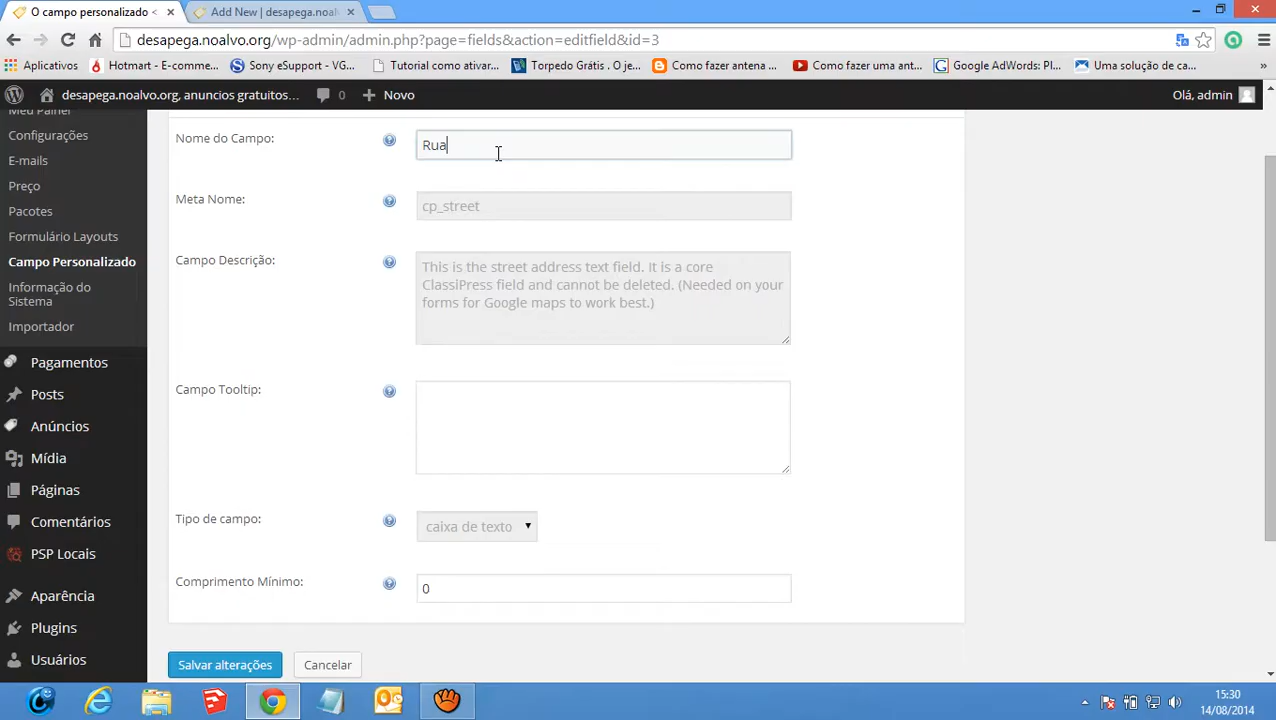 O campo personalizado <
Add New | desapega.noalv
desapega.noalvo.org/wp-admin/admin.php?page=fields&action=editfield&id=3
Aplicativos
Hotmart - E-comme...
Sony eSupport - VG...
Tutorial como ativar...
Torpedo Grátis . O je...
Como fazer antena ...
Como fazer uma ant...
Google AdWords: Pl...
Uma solução de ca...
»
desapega.noalvo.org, anuncios gratuitos...
0
Novo
Olá, admin
Meu Painel
Configurações
E-mails
Preço
Pacotes
Formulário Layouts
Campo Personalizado
Informação do
Sistema
Importador
Pagamentos
Posts
Anúncios
Mídia
Páginas
Comentários
PSP Locais
Aparência
Plugins
Usuários
Nome do Campo:
Rua
Meta Nome:
cp_street
Campo Descrição:
This is the street address text field. It is a core
ClassiPress field and cannot be deleted. (Needed on your
forms for Google maps to work best.)
Campo Tooltip:
Tipo de campo:
caixa de texto
Comprimento Mínimo:
0
Salvar alterações
Cancelar
15:30
14/08/2014